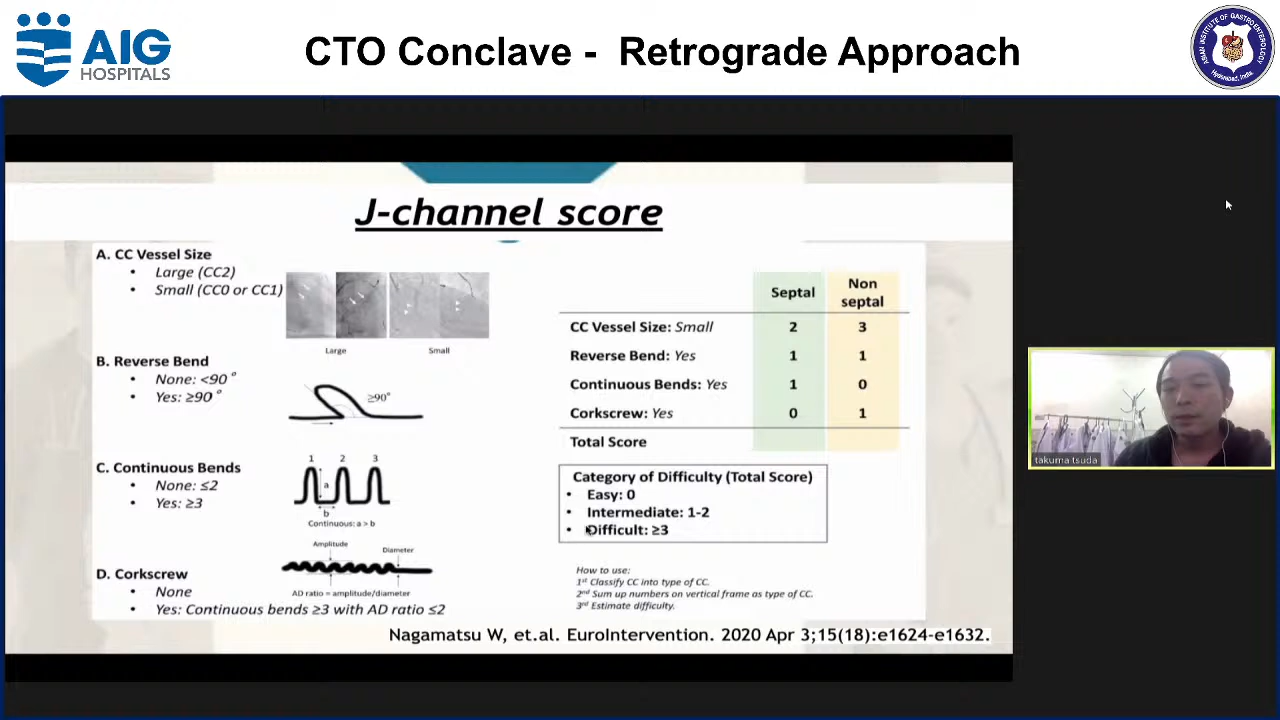 AIG
HOSPITALS
CTO Conclave - Retrograde Approach
ASIAN INSTITUTE OF GASTROENTEROLOGY
Hyderabad, India.
J-channel score
A. CC Vessel Size
• Large (CC2)
• Small (CC0 or CC1)
Large Small
B. Reverse Bend
• None: <90°
• Yes: ≥90°
≥90°
C. Continuous Bends
• None: ≤2
• Yes: ≥3
1 2 3
a
b
Continuous: a > b
D. Corkscrew
• None
• Yes: Continuous bends ≥3 with AD ratio ≤2
Amplitude
Diameter
AD ratio = amplitude/diameter
Septal Non septal
CC Vessel Size: Small 2 3
Reverse Bend: Yes 1 1
Continuous Bends: Yes 1 0
Corkscrew: Yes 0 1
Total Score
Category of Difficulty (Total Score)
• Easy: 0
• Intermediate: 1-2
• Difficult: ≥3
How to use:
1st Classify CC into type of CC.
2nd Sum up numbers on vertical frame as type of CC.
3rd Estimate difficulty.
Nagamatsu W, et.al. EuroIntervention. 2020 Apr 3;15(18):e1624-e1632.
takuma tsuda